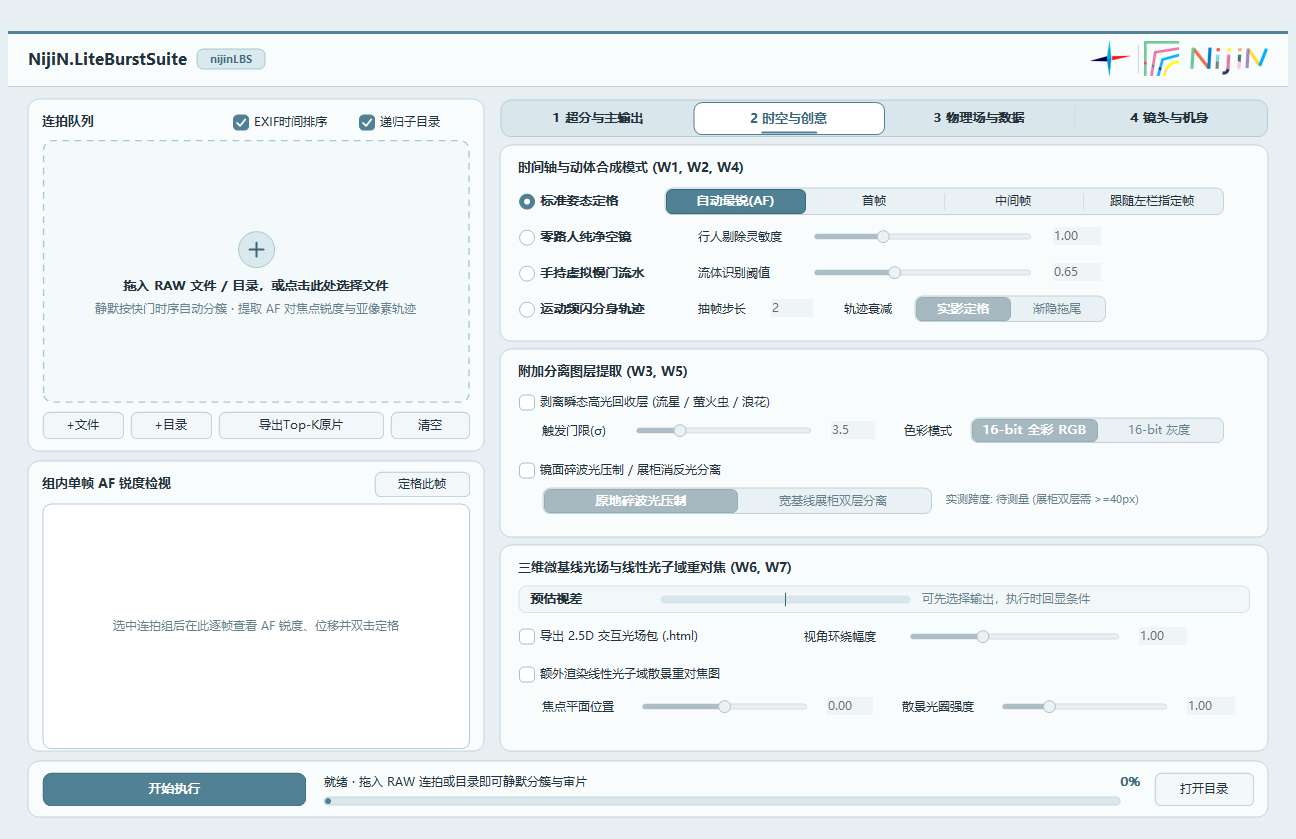 NijiN.LiteBurstSuite nijinLBS NijiN
连拍队列 EXIF时间排序 递归子目录
拖入 RAW 文件 / 目录，或点击此处选择文件
静默按快门时序自动分簇 · 提取 AF 对焦点锐度与亚像素轨迹
+文件 +目录 导出Top-K原片 清空
组内单帧 AF 锐度检视 定格此帧
选中连拍组后在此逐帧查看 AF 锐度、位移并双击定格
1 超分与主输出 2 时空与创意 3 物理场与数据 4 镜头与机身
时间轴与动体合成模式 (W1, W2, W4)
标准姿态定格 自动最锐(AF) 首帧 中间帧 跟随左栏指定帧
零路人纯净空镜 行人剔除灵敏度 1.00
手持虚拟慢门流水 流体识别阈值 0.65
运动频闪分身轨迹 抽帧步长 2 轨迹衰减 实影定格 渐隐拖尾
附加分离图层提取 (W3, W5)
剥离瞬态高光回收层 (流星 / 萤火虫 / 浪花)
触发门限(σ) 3.5 色彩模式 16-bit 全彩 RGB 16-bit 灰度
镜面碎波光压制 / 展柜消反光分离
原地碎波光压制 宽基线展柜双层分离 实测跨度: 待测量 (展柜双层需 >=40px)
三维微基线光场与线性光子域重对焦 (W6, W7)
预估视差 可先选择输出，执行时回显条件
导出 2.5D 交互光场包 (.html) 视角环绕幅度 1.00
额外渲染线性光子域散景重对焦图
焦点平面位置 0.00 散景光圈强度 1.00
开始执行 就绪 · 拖入 RAW 连拍或目录即可静默分簇与审片 0% 打开目录